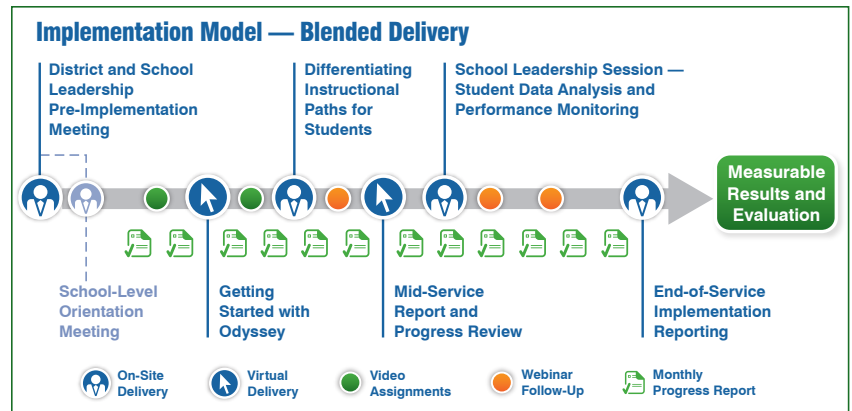 Implementation Model — Blended Delivery
District and School
Leadership
Pre-Implementation
Meeting
Differentiating
Instructional
Paths for
Students
School Leadership Session —
Student Data Analysis and
Performance Monitoring
Measurable
Results and
Evaluation
School-Level
Orientation
Meeting
Getting
Started with
Odyssey
Mid-Service
Report and
Progress Review
End-of-Service
Implementation
Reporting
On-Site
Delivery
Virtual
Delivery
Video
Assignments
Webinar
Follow-Up
Monthly
Progress Report